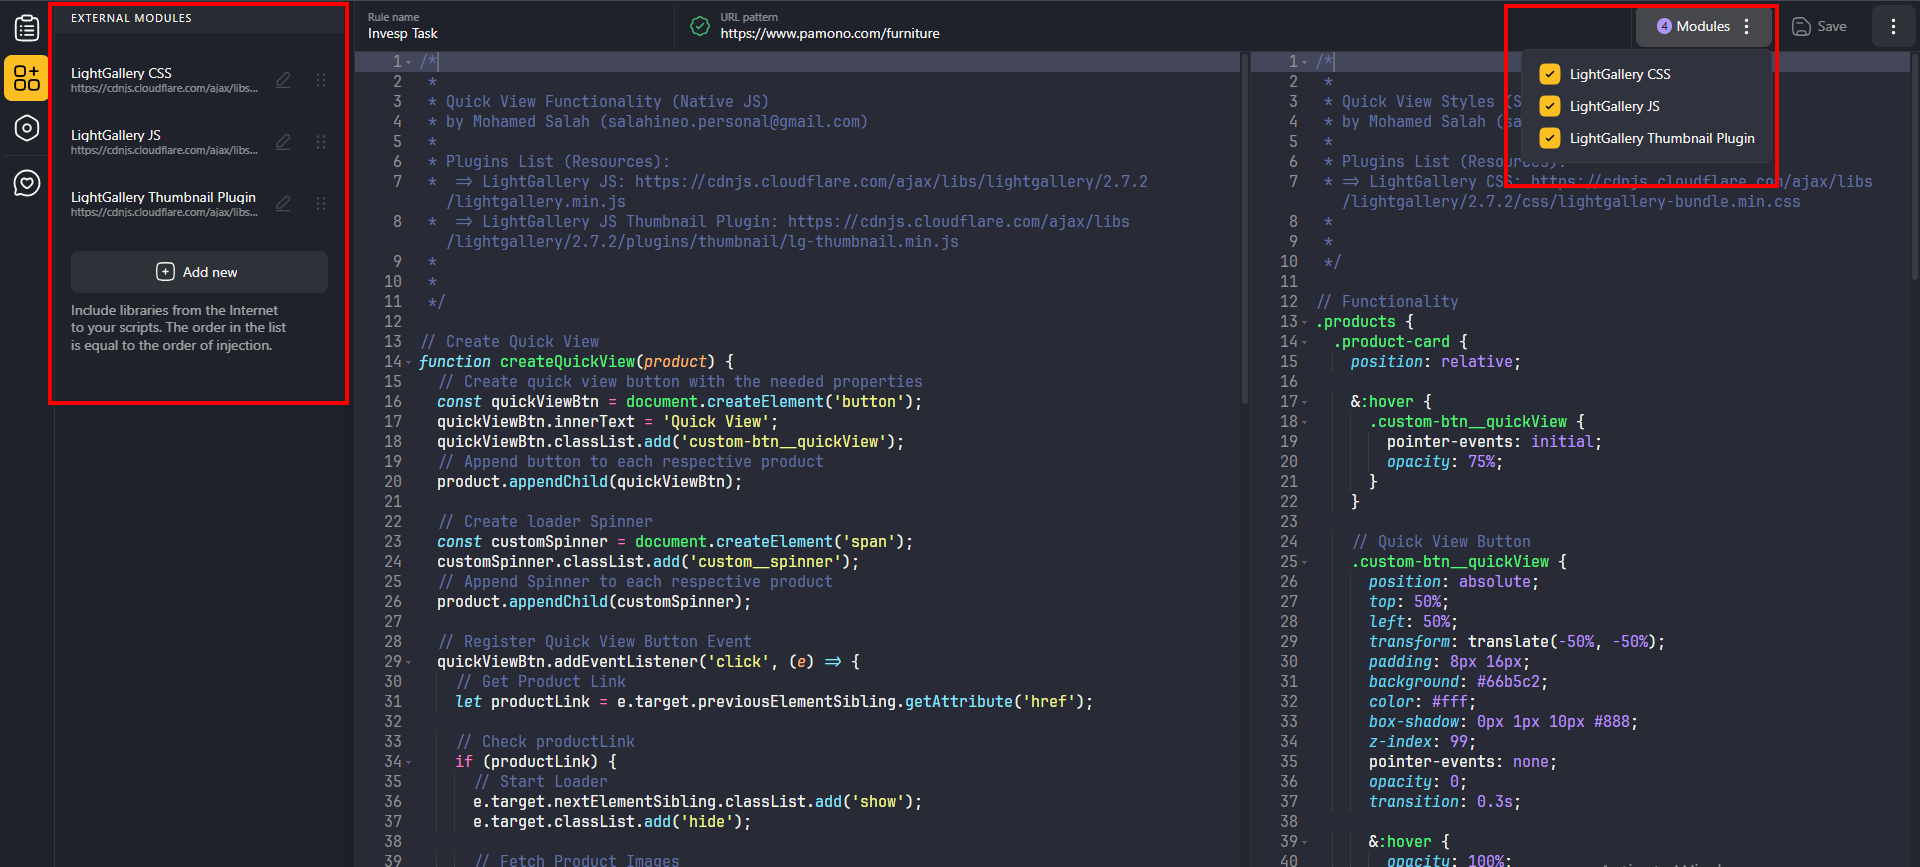 EXTERNAL MODULES
LightGallery CSS
https://cdnjs.cloudflare.com/ajax/libs...
LightGallery JS
https://cdnjs.cloudflare.com/ajax/libs...
LightGallery Thumbnail Plugin
https://cdnjs.cloudflare.com/ajax/libs...
Add new
Include libraries from the Internet
to your scripts. The order in the list
is equal to the order of injection.
Rule name
Invesp Task
URL pattern
https://www.pamono.com/furniture
4 Modules
Save
LightGallery CSS
LightGallery JS
LightGallery Thumbnail Plugin
1 /*
2 *
3 * Quick View Functionality (Native JS)
4 * by Mohamed Salah (salahineo.personal@gmail.com)
5 *
6 * Plugins List (Resources):
7 * => LightGallery JS: https://cdnjs.cloudflare.com/ajax/libs/lightgallery/2.7.2
/lightgallery.min.js
8 * => LightGallery JS Thumbnail Plugin: https://cdnjs.cloudflare.com/ajax/libs
/lightgallery/2.7.2/plugins/thumbnail/lg-thumbnail.min.js
9 *
10 *
11 */
12
13 // Create Quick View
14 function createQuickView(product) {
15 // Create quick view button with the needed properties
16 const quickViewBtn = document.createElement('button');
17 quickViewBtn.innerText = 'Quick View';
18 quickViewBtn.classList.add('custom-btn__quickView');
19 // Append button to each respective product
20 product.appendChild(quickViewBtn);
21
22 // Create loader Spinner
23 const customSpinner = document.createElement('span');
24 customSpinner.classList.add('custom__spinner');
25 // Append Spinner to each respective product
26 product.appendChild(customSpinner);
27
28 // Register Quick View Button Event
29 quickViewBtn.addEventListener('click', (e) => {
30 // Get Product Link
31 let productLink = e.target.previousElementSibling.getAttribute('href');
32
33 // Check productLink
34 if (productLink) {
35 // Start Loader
36 e.target.nextElementSibling.classList.add('show');
37 e.target.classList.add('hide');
38
39 // Fetch Product Images
1 /*
2 *
3 * Quick View Styles (S
4 * by Mohamed Salah (sa
5 *
6 * Plugins List (Resources):
7 * => LightGallery CSS: https://cdnjs.cloudflare.com/ajax/libs
/lightgallery/2.7.2/css/lightgallery-bundle.min.css
8 *
9 *
10 */
11
12 // Functionality
13 .products {
14 .product-card {
15 position: relative;
16
17 &:hover {
18 .custom-btn__quickView {
19 pointer-events: initial;
20 opacity: 75%;
21 }
22 }
23
24 // Quick View Button
25 .custom-btn__quickView {
26 position: absolute;
27 top: 50%;
28 left: 50%;
29 transform: translate(-50%, -50%);
30 padding: 8px 16px;
31 background: #66b5c2;
32 color: #fff;
33 box-shadow: 0px 1px 10px #888;
34 z-index: 99;
35 pointer-events: none;
36 opacity: 0;
37 transition: 0.3s;
38
39 &:hover {
40 opacity: 100%;